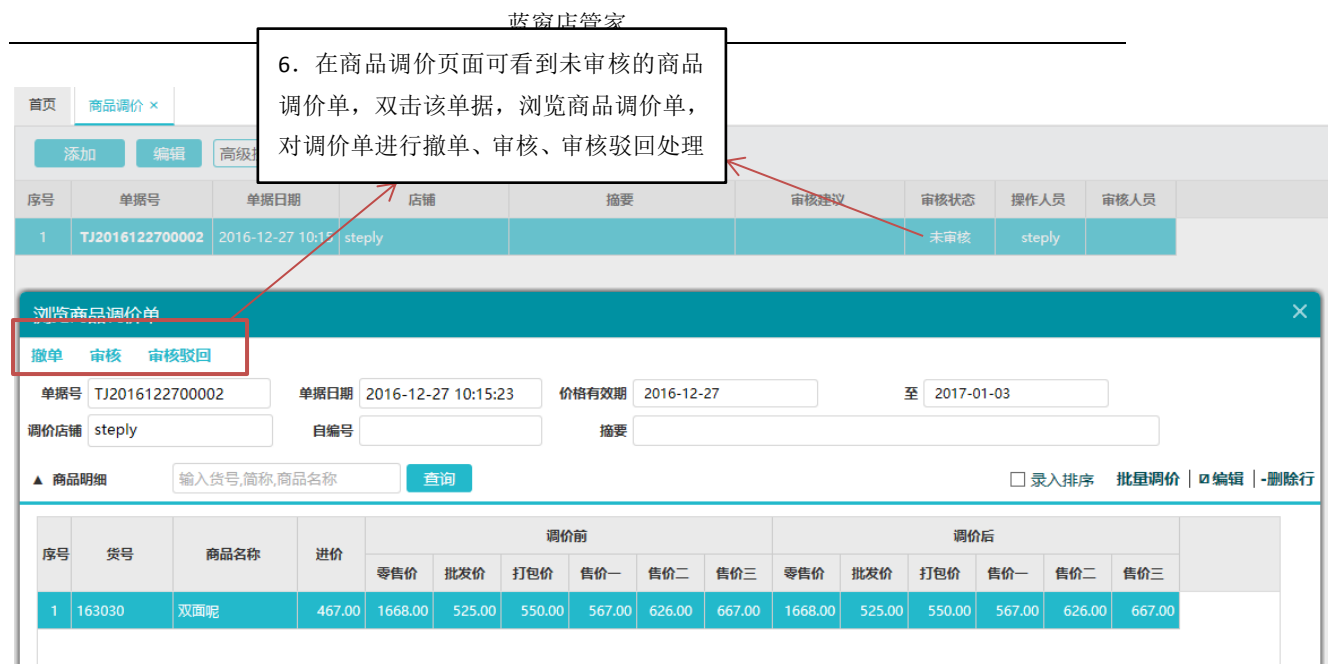 蓝窗店管家
6. 在商品调价页面可看到未审核的商品
调价单，双击该单据，浏览商品调价单，
对调价单进行撤单、审核、审核驳回处理
首页 商品调价 ×
添加 编辑 高级
序号 单据号 单据日期 店铺 摘要 审核建议 审核状态 操作人员 审核人员
1 TJ2016122700002 2016-12-27 10:15 steply 未审核 steply
浏览商品调价单 ×
撤单 审核 审核驳回
单据号 TJ2016122700002 单据日期 2016-12-27 10:15:23 价格有效期 2016-12-27 至 2017-01-03
调价店铺 steply 自编号 摘要
▲ 商品明细 输入货号,简称,商品名称 查询 录入排序 批量调价 编辑 -删除行
调价前 调价后
序号 货号 商品名称 进价
零售价 批发价 打包价 售价一 售价二 售价三 零售价 批发价 打包价 售价一 售价二 售价三
1 163030 双面呢 467.00 1668.00 525.00 550.00 567.00 626.00 667.00 1668.00 525.00 550.00 567.00 626.00 667.00